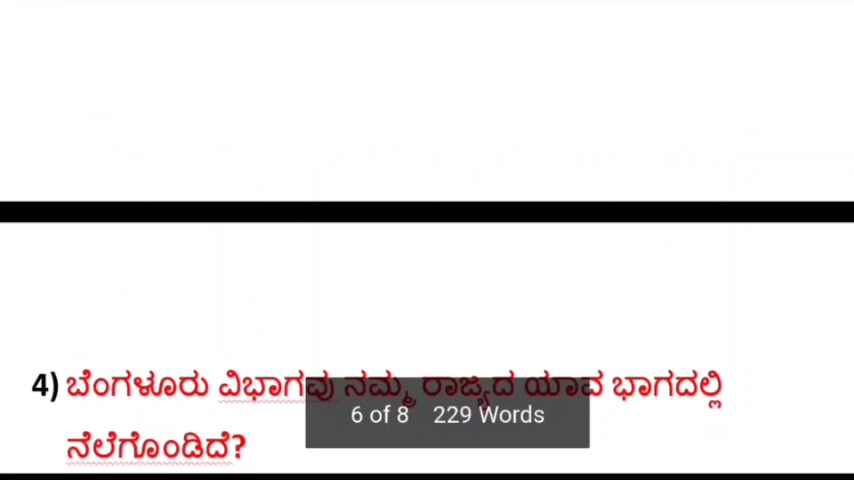 4) ಬೆಂಗಳೂರು ವಿಭಾಗವು ನಮ್ಮ ರಾಜ್ಯದ ಯಾವ ಭಾಗದಲ್ಲಿ
6 of 8 229 Words
ನೆಲೆಗೊಂಡಿದೆ?